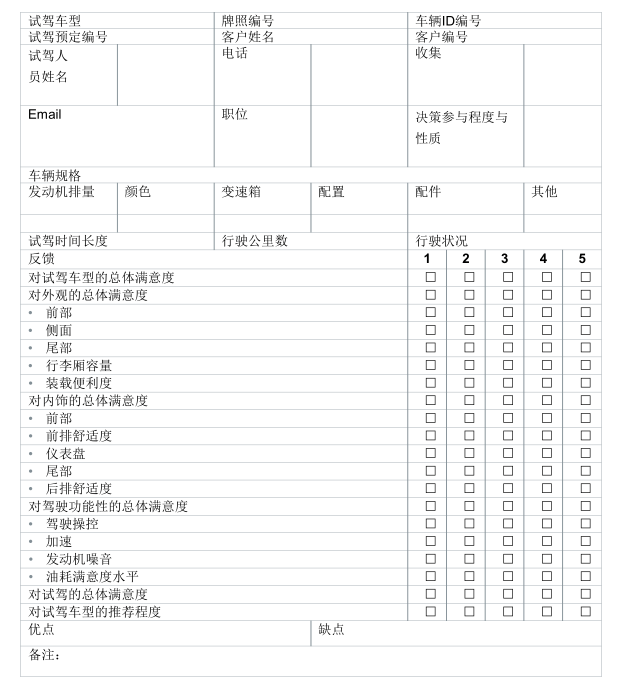 试驾车型 牌照编号 车辆ID编号
试驾预定编号 客户姓名 客户编号
试驾人 电话 收集
员姓名
Email 职位 决策参与程度与
性质
车辆规格
发动机排量 颜色 变速箱 配置 配件 其他
试驾时间长度 行驶公里数 行驶状况
反馈 1 2 3 4 5
对试驾车型的总体满意度 □ □ □ □ □
对外观的总体满意度 □ □ □ □ □
• 前部 □ □ □ □ □
• 侧面 □ □ □ □ □
• 尾部 □ □ □ □ □
• 行李厢容量 □ □ □ □ □
• 装载便利度 □ □ □ □ □
对内饰的总体满意度 □ □ □ □ □
• 前部 □ □ □ □ □
• 前排舒适度 □ □ □ □ □
• 仪表盘 □ □ □ □ □
• 尾部 □ □ □ □ □
• 后排舒适度 □ □ □ □ □
对驾驶功能性的总体满意度 □ □ □ □ □
• 驾驶操控 □ □ □ □ □
• 加速 □ □ □ □ □
• 发动机噪音 □ □ □ □ □
• 油耗满意度水平 □ □ □ □ □
对试驾的总体满意度 □ □ □ □ □
对试驾车型的推荐程度 □ □ □ □ □
优点 缺点
备注：